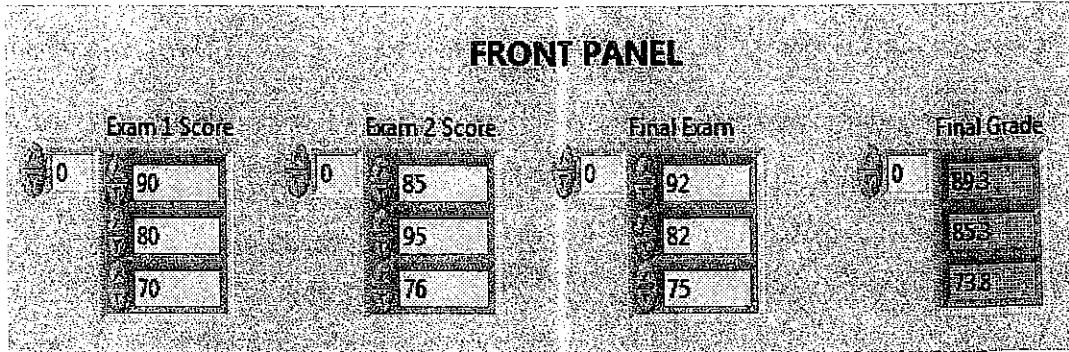 FRONT PANEL
Exam 1 Score Exam 2 Score Final Exam Final Grade
0 90 0 85 0 92 0 89.3
80 95 82 85.3
70 76 75 73.8